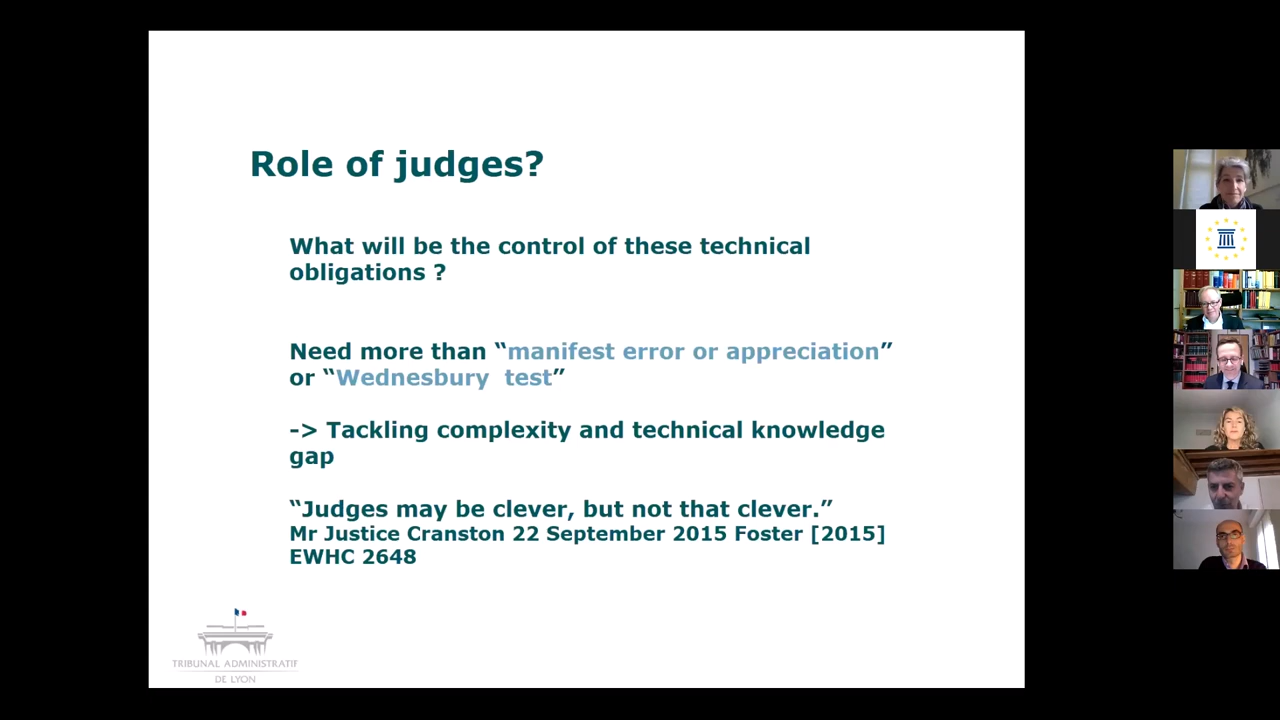 Role of judges?
What will be the control of these technical
obligations ?
Need more than “manifest error or appreciation”
or “Wednesbury  test”
-> Tackling complexity and technical knowledge
gap
“Judges may be clever, but not that clever.”
Mr Justice Cranston 22 September 2015 Foster [2015]
EWHC 2648
TRIBUNAL ADMINISTRATIF
DE LYON